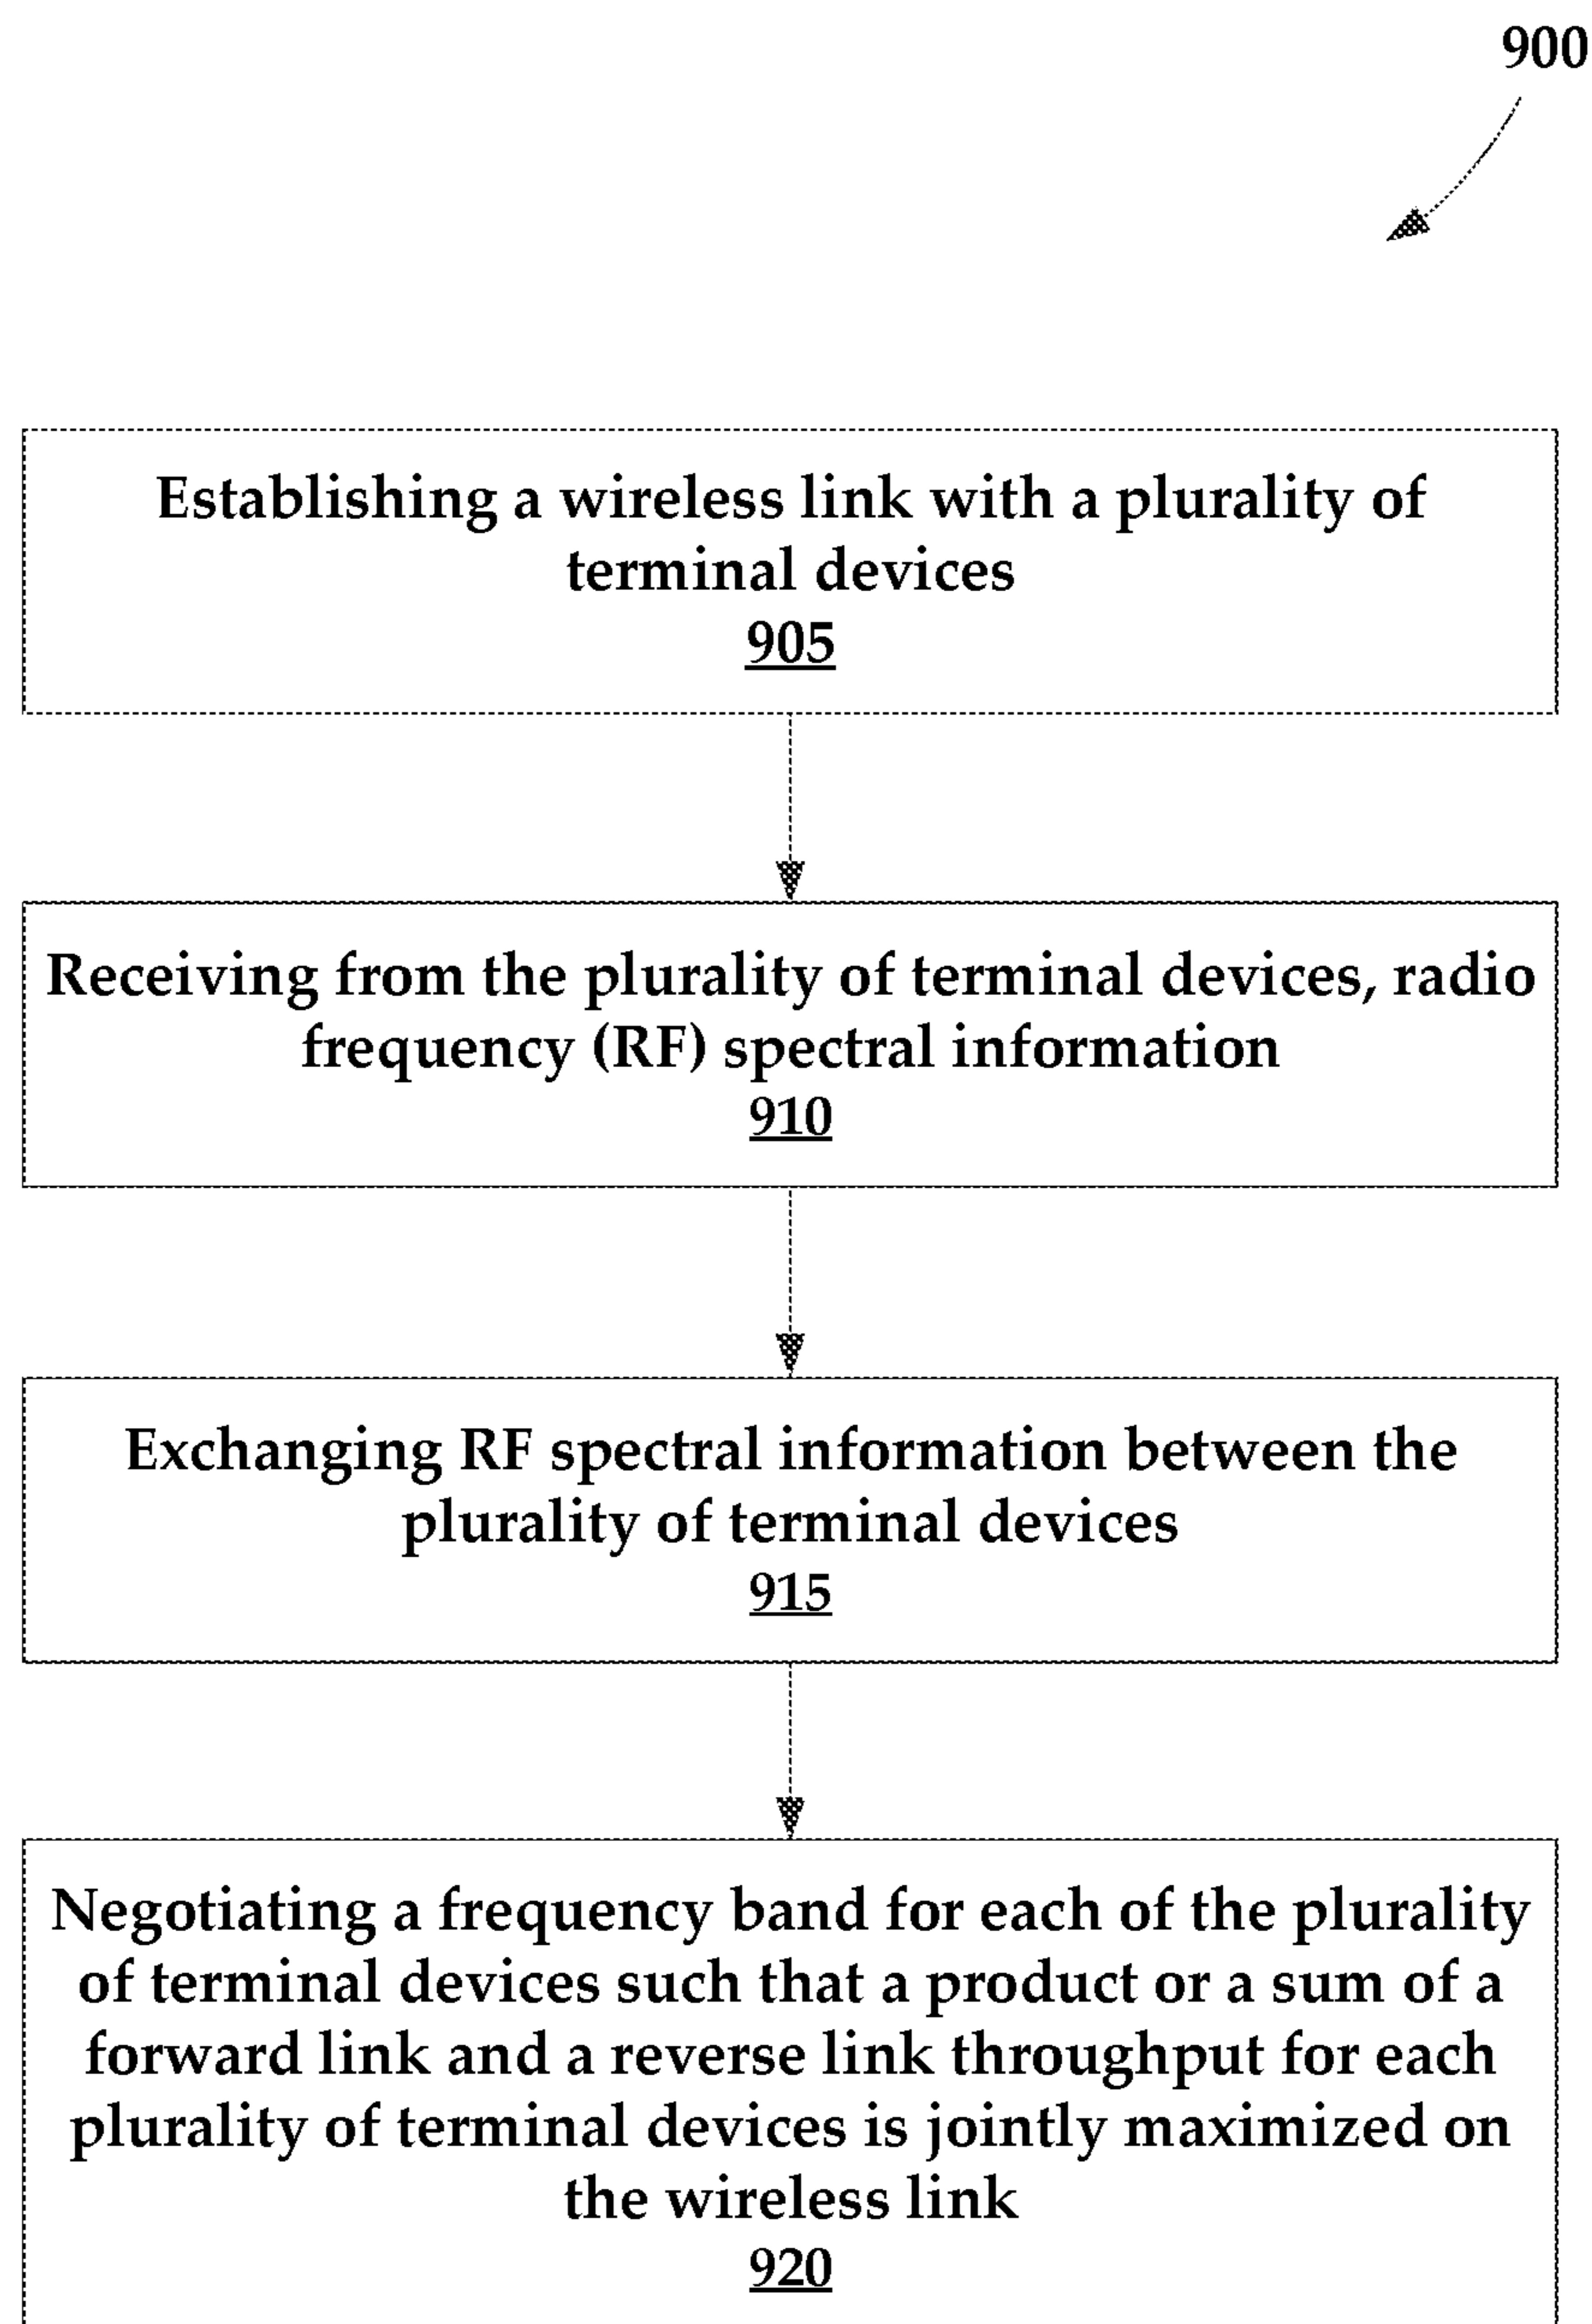 900
Establishing a wireless link with a plurality of
terminal devices
905
Receiving from the plurality of terminal devices, radio
frequency (RF) spectral information
910
Exchanging RF spectral information between the
plurality of terminal devices
915
Negotiating a frequency band for each of the plurality
of terminal devices such that a product or a sum of a
forward link and a reverse link throughput for each
plurality of terminal devices is jointly maximized on
the wireless link
920